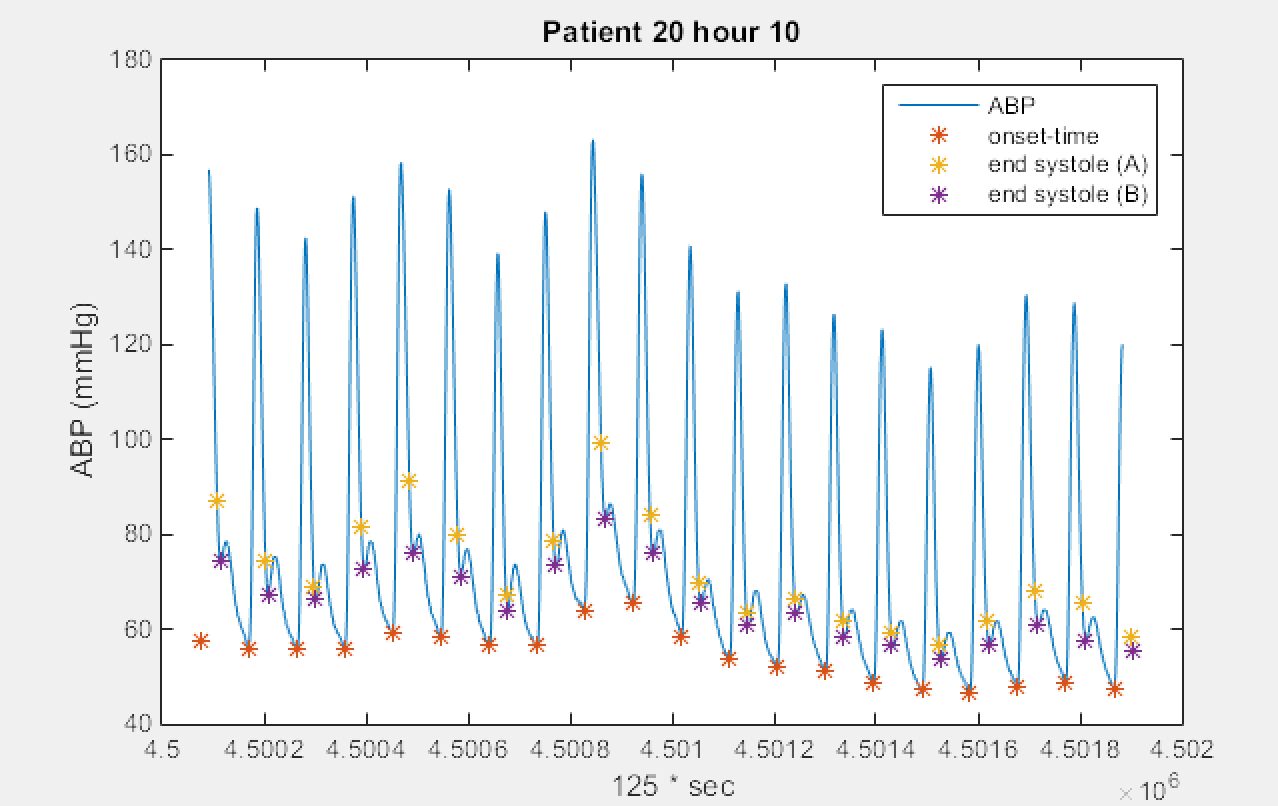 Patient 20 hour 10
180
160
140
120
100
80
60
40
ABP (mmHg)
ABP
onset-time
end systole (A)
end systole (B)
4.5 4.5002 4.5004 4.5006 4.5008 4.501 4.5012 4.5014 4.5016 4.5018 4.502
125 * sec
× 10⁶